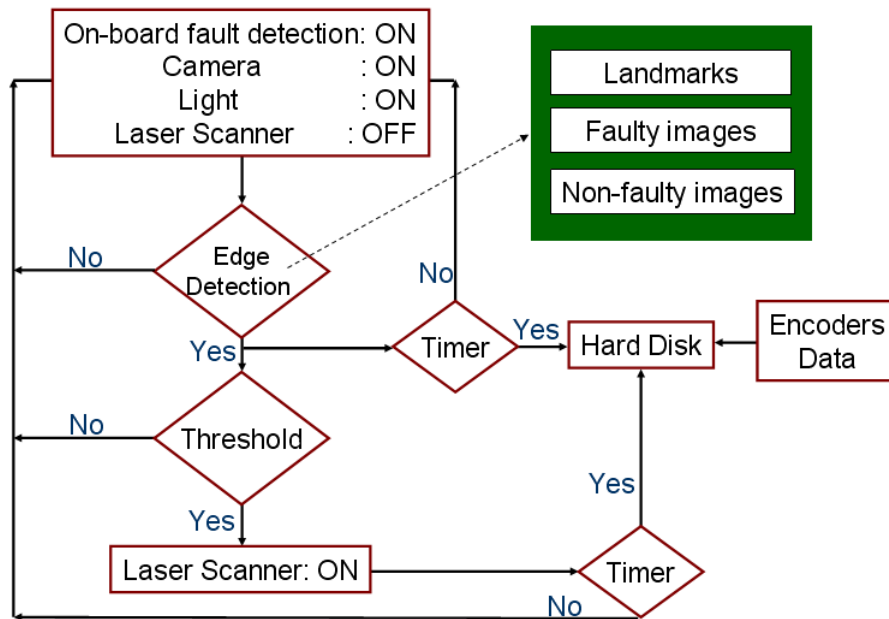 On-board fault detection: ON
Camera : ON
Light : ON
Laser Scanner : OFF
Landmarks
Faulty images
Non-faulty images
Edge
Detection
No
Yes
No
Timer
Yes
Hard Disk
Encoders
Data
Threshold
No
Yes
Yes
Laser Scanner: ON
Timer
No